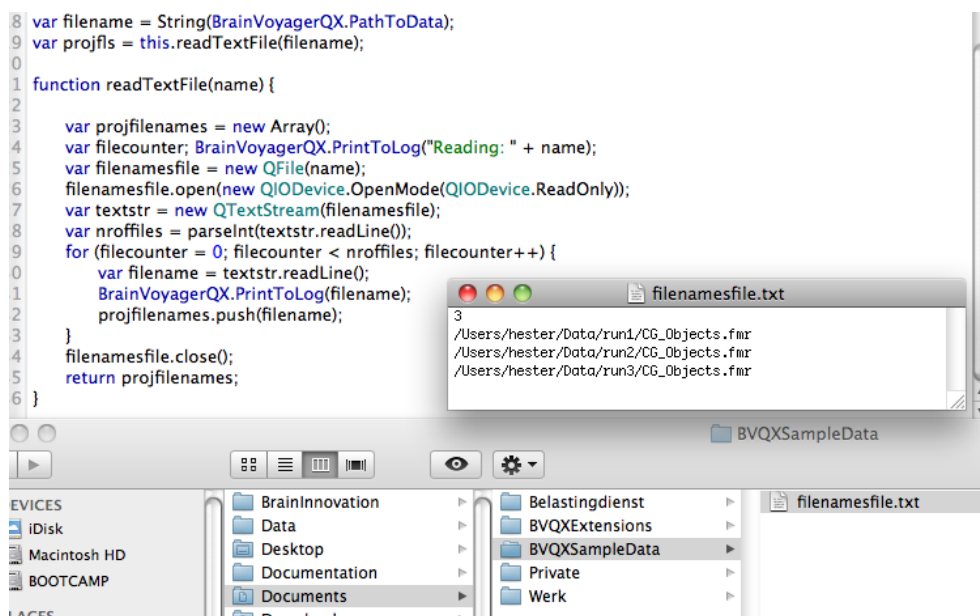 8 var filename = String(BrainVoyagerQX.PathToData);
9 var projfls = this.readTextFile(filename);
0
1 function readTextFile(name) {
2
3 var projfilenames = new Array();
4 var filecounter; BrainVoyagerQX.PrintToLog("Reading: " + name);
5 var filenamesfile = new QFile(name);
6 filenamesfile.open(new QIODevice.OpenMode(QIODevice.ReadOnly));
7 var textstr = new QTextStream(filenamesfile);
8 var nroffiles = parseInt(textstr.readLine());
9 for (filecounter = 0; filecounter < nroffiles; filecounter++) {
0 var filename = textstr.readLine();
1 BrainVoyagerQX.PrintToLog(filename);
2 projfilenames.push(filename);
3 }
4 filenamesfile.close();
5 return projfilenames;
6 }
filenamesfile.txt
3
/Users/hester/Data/run1/CG_Objects.fmr
/Users/hester/Data/run2/CG_Objects.fmr
/Users/hester/Data/run3/CG_Objects.fmr
BVQXSampleData
EVICES
iDisk
Macintosh HD
BOOTCAMP
BrainInnovation
Data
Desktop
Documentation
Documents
Belastingdienst
BVQXExtensions
BVQXSampleData
Private
Werk
filenamesfile.txt